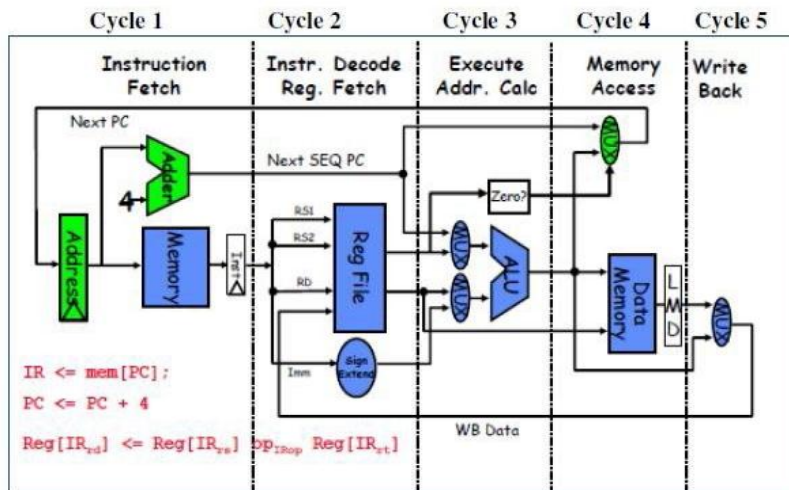 Cycle 1 Cycle 2 Cycle 3 Cycle 4 Cycle 5
Instruction Fetch
Instr. Decode Reg. Fetch
Execute Addr. Calc
Memory Access
Write Back
Next PC
Adder
4
Next SEQ PC
MUX
Zero?
RS1
RS2
Address
Memory
Inst
Reg File
MUX
ALU
RD
MUX
Data Memory
L M D
MUX
Imm
Sign Extend
WB Data
IR <= mem[PC];
PC <= PC + 4
Reg[IRrd] <= Reg[IRrs] opIRop Reg[IRrt]